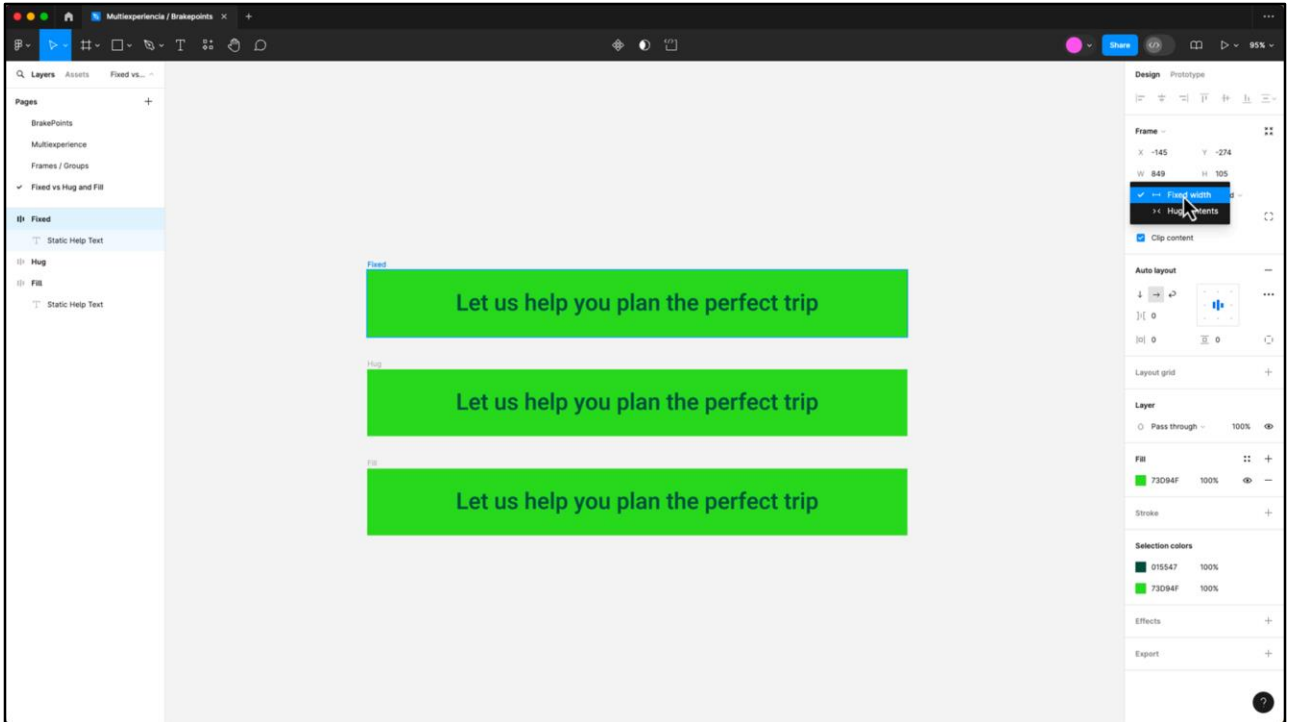 Multiexperiencia / Brakepoints
Share
95%
Layers Assets Fixed vs...
Pages
BrakePoints
Multiexperience
Frames / Groups
Fixed vs Hug and Fill
Fixed
Static Help Text
Hug
Fill
Static Help Text
Fixed
Let us help you plan the perfect trip
Hug
Let us help you plan the perfect trip
Fill
Let us help you plan the perfect trip
Design Prototype
Frame
X -145 Y -274
W 849 H 105
Fixed width
Clip content
Auto layout
0
0 0
Layout grid
Layer
Pass through 100%
Fill
73D94F 100%
Stroke
Selection colors
015547 100%
73D94F 100%
Effects
Export
?